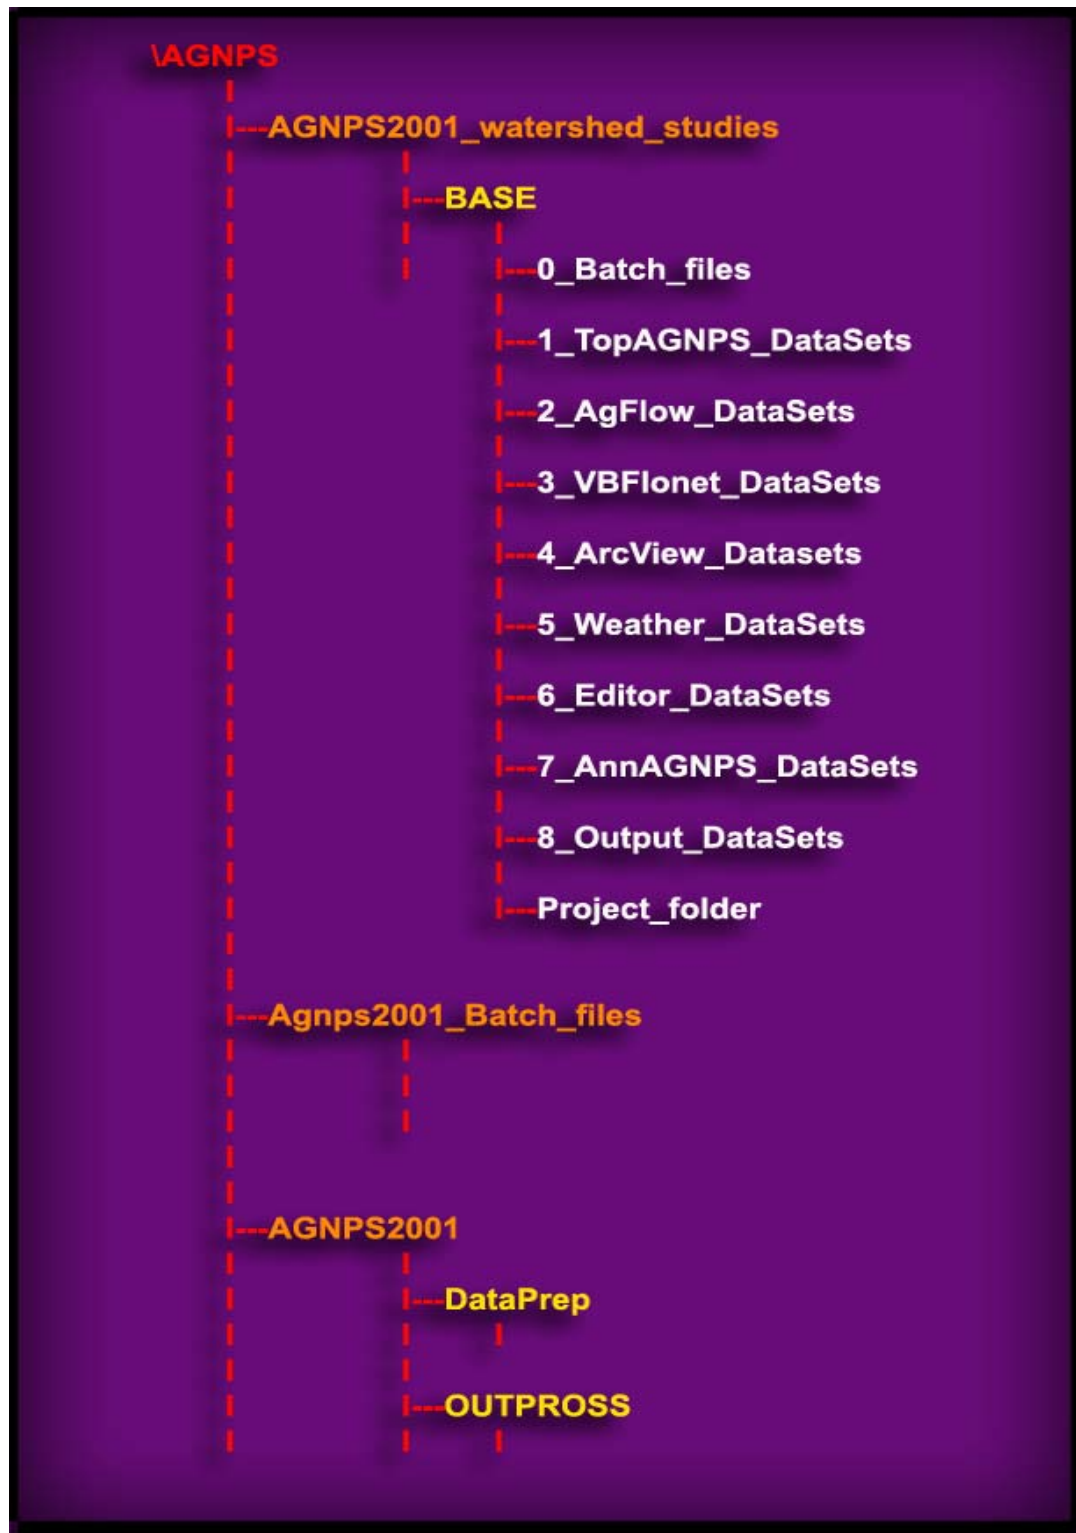 \AGNPS
AGNPS2001_watershed_studies
BASE
0_Batch_files
1_TopAGNPS_DataSets
2_AgFlow_DataSets
3_VBFlonet_DataSets
4_ArcView_Datasets
5_Weather_DataSets
6_Editor_DataSets
7_AnnAGNPS_DataSets
8_Output_DataSets
Project_folder
Agnps2001_Batch_files
AGNPS2001
DataPrep
OUTPROSS